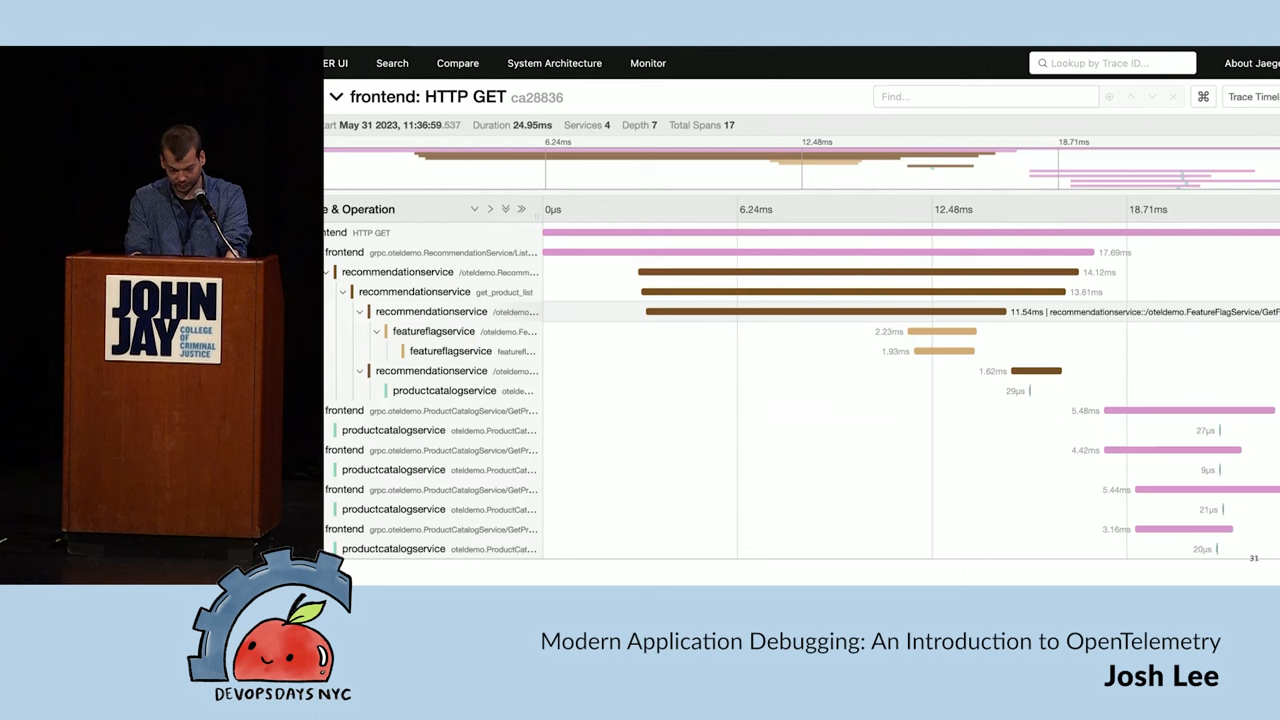 ER UI Search Compare System Architecture Monitor Lookup by Trace ID... About Jaeg
frontend: HTTP GET ca28836 Find... ⌘ Trace Timel
art May 31 2023, 11:36:59.537 Duration 24.95ms Services 4 Depth 7 Total Spans 17
6.24ms 12.48ms 18.71ms
e & Operation 0μs 6.24ms 12.48ms 18.71ms
ntend HTTP GET
frontend grpc.oteldemo.RecommendationService/List... 17.69ms
recommendationservice /oteldemo.Recomm... 14.12ms
recommendationservice get_product_list 13.61ms
recommendationservice /oteldemo... 11.54ms | recommendationservice::/oteldemo.FeatureFlagService/GetF
featureflagservice /oteldemo.Fe... 2.23ms
featureflagservice featurefl... 1.93ms
recommendationservice /oteldemo... 1.62ms
productcatalogservice otelde... 29μs
frontend grpc.oteldemo.ProductCatalogService/GetPr... 5.48ms
productcatalogservice oteldemo.ProductCat... 27μs
frontend grpc.oteldemo.ProductCatalogService/GetPr... 4.42ms
productcatalogservice oteldemo.ProductCat... 9μs
frontend grpc.oteldemo.ProductCatalogService/GetPr... 5.44ms
productcatalogservice oteldemo.ProductCat... 21μs
frontend grpc.oteldemo.ProductCatalogService/GetPr... 3.16ms
productcatalogservice oteldemo.ProductCat... 20μs
31
JOHN
JAY
COLLEGE
OF
CRIMINAL
JUSTICE
DEVOPSDAYS NYC
Modern Application Debugging: An Introduction to OpenTelemetry
Josh Lee